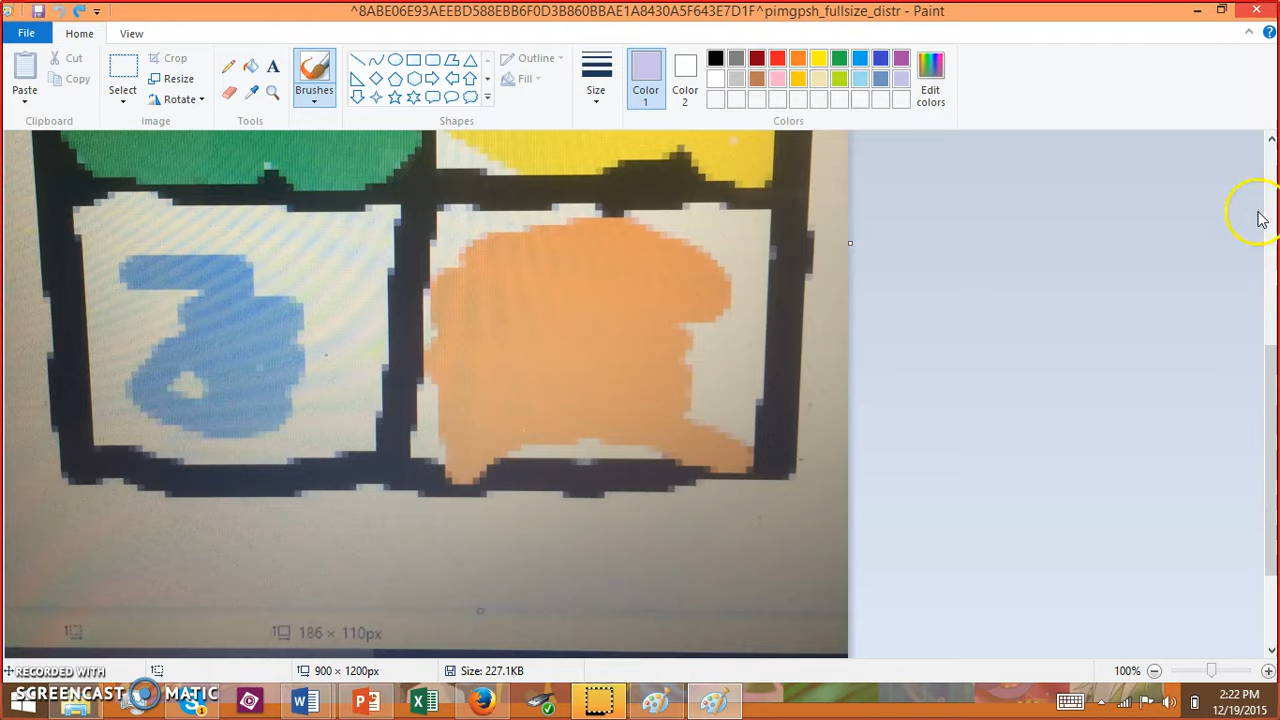 ^8ABE06E93AEEBD588EBB6F0D3B860BBAE1A8430A5F643E7D1F^pimgpsh_fullsize_distr - Paint
File Home View
Paste
Cut
Copy
Clipboard
Select
Crop
Resize
Rotate
Image
A
Tools
Brushes
Outline
Fill
Shapes
Size
Color 1
Color 2
Edit colors
Colors
186 × 110px
900 × 1200px
Size: 227.1KB
100%
RECORDED WITH
SCREENCAST MATIC
2:22 PM
12/19/2015